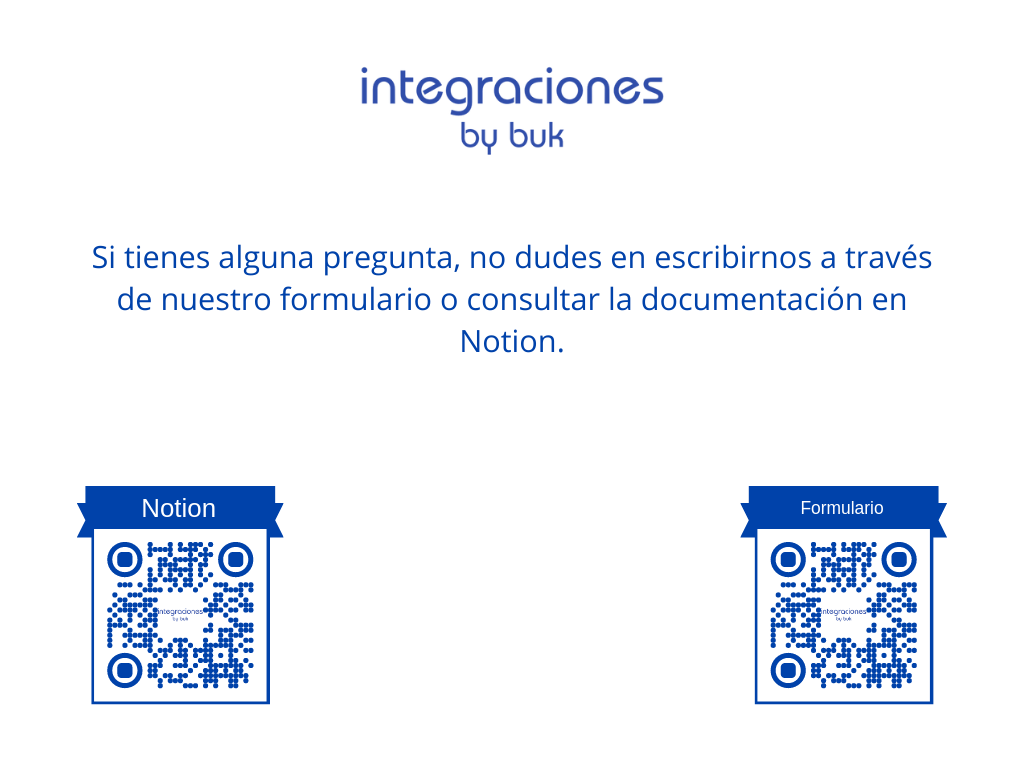 integraciones
by buk
Si tienes alguna pregunta, no dudes en escribirnos a través
de nuestro formulario o consultar la documentación en
Notion.
Notion
Formulario
integraciones
by buk
integraciones
by buk